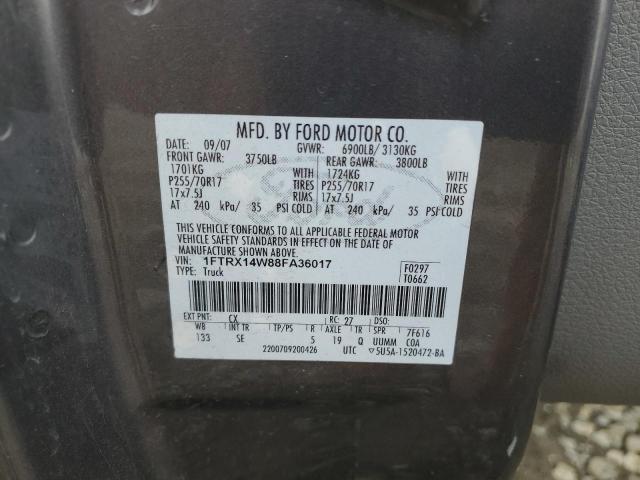 MFD. BY FORD MOTOR CO.
DATE: 09/07 GVWR: 6900LB/ 3130KG
FRONT GAWR: 3750LB REAR GAWR: 3800LB
1701KG WITH 1724KG WITH
P255/70R17 TIRES P255/70R17 TIRES
17x7.5J RIMS 17x7.5J RIMS
AT 240 kPa/ 35 PSI COLD AT 240 kPa/ 35 PSI COLD
THIS VEHICLE CONFORMS TO ALL APPLICABLE FEDERAL MOTOR
VEHICLE SAFETY STANDARDS IN EFFECT ON THE DATE OF
MANUFACTURE SHOWN ABOVE.
VIN: 1FTRX14W88FA36017 F0297
TYPE: Truck T0662
EXT PNT: CX RC: 27 DSO:
WB INT TR TP/PS R AXLE TR SPR 7F616
133 SE 5 19 Q UUMM COA
2200709200426 UTC 5U5A-1520472-BA
Ford